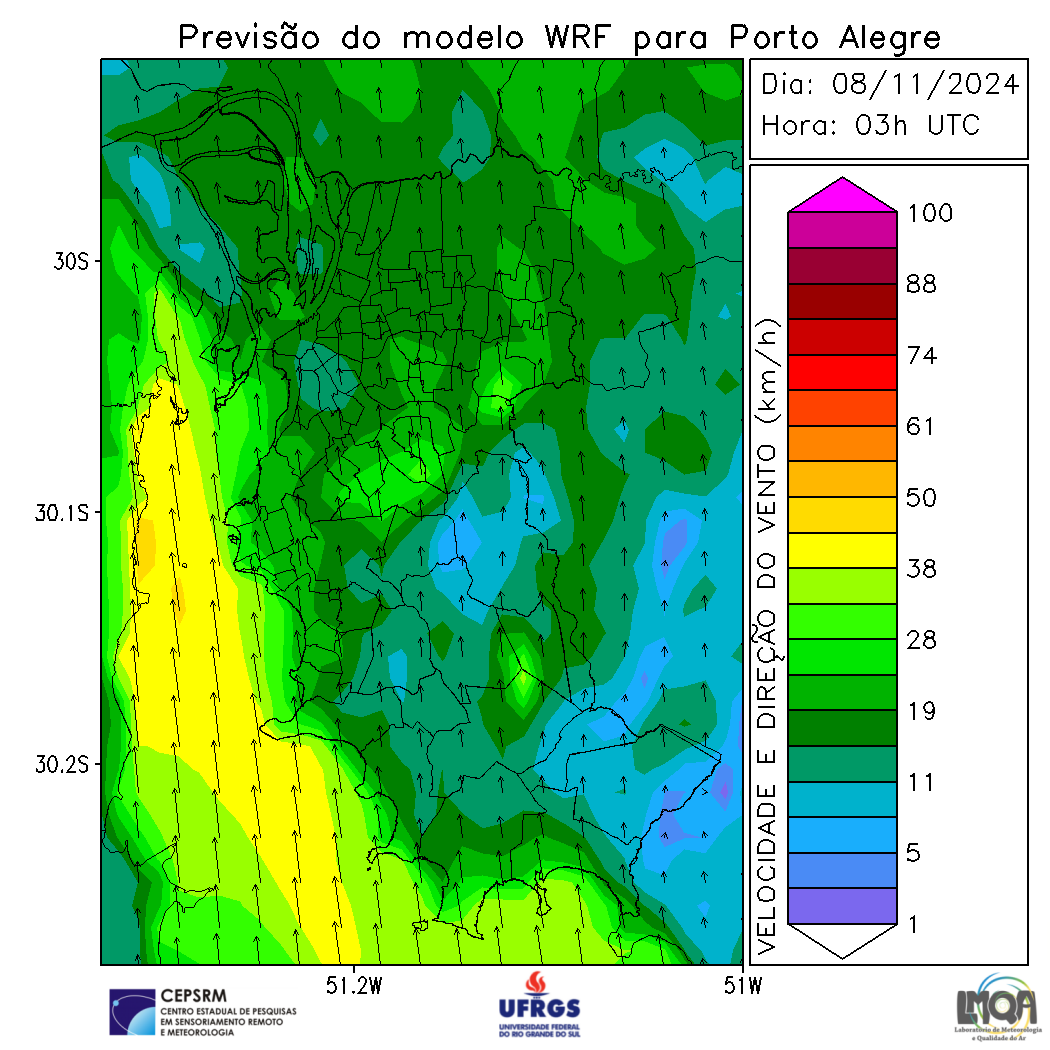 Previsão do modelo WRF para Porto Alegre
Dia: 08/11/2024
Hora: 03h UTC
30S
30.1S
30.2S
51.2W
51W
VELOCIDADE E DIREÇÃO DO VENTO (km/h)
100
88
74
61
50
38
28
19
11
5
1
CEPSRM
CENTRO ESTADUAL DE PESQUISAS
EM SENSORIAMENTO REMOTO
E METEOROLOGIA
UFRGS
UNIVERSIDADE FEDERAL
DO RIO GRANDE DO SUL
LMQA
Laboratório de Meteorologia
e Qualidade do Ar